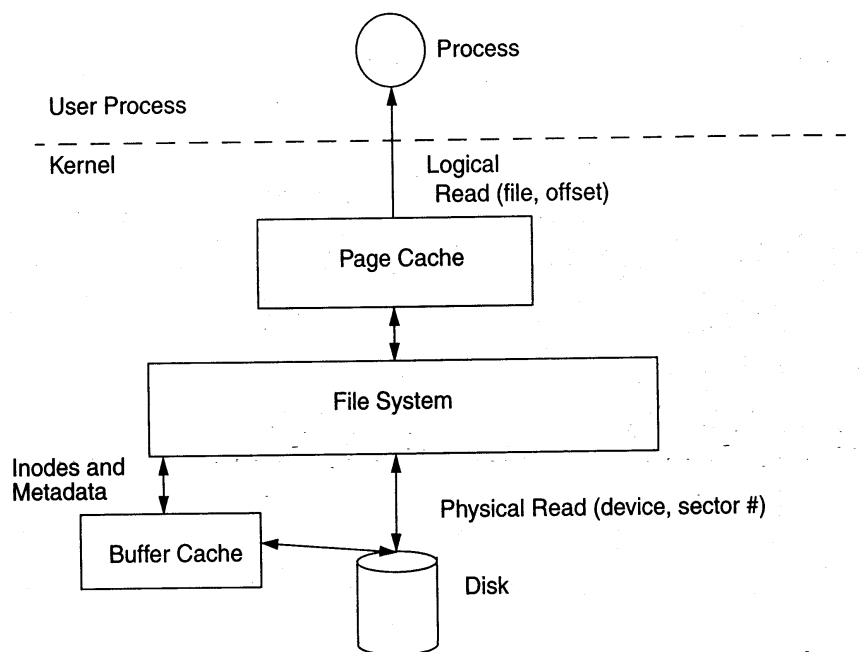 Process
User Process
Kernel
Logical
Read (file, offset)
Page Cache
File System
Inodes and
Metadata
Physical Read (device, sector #)
Buffer Cache
Disk